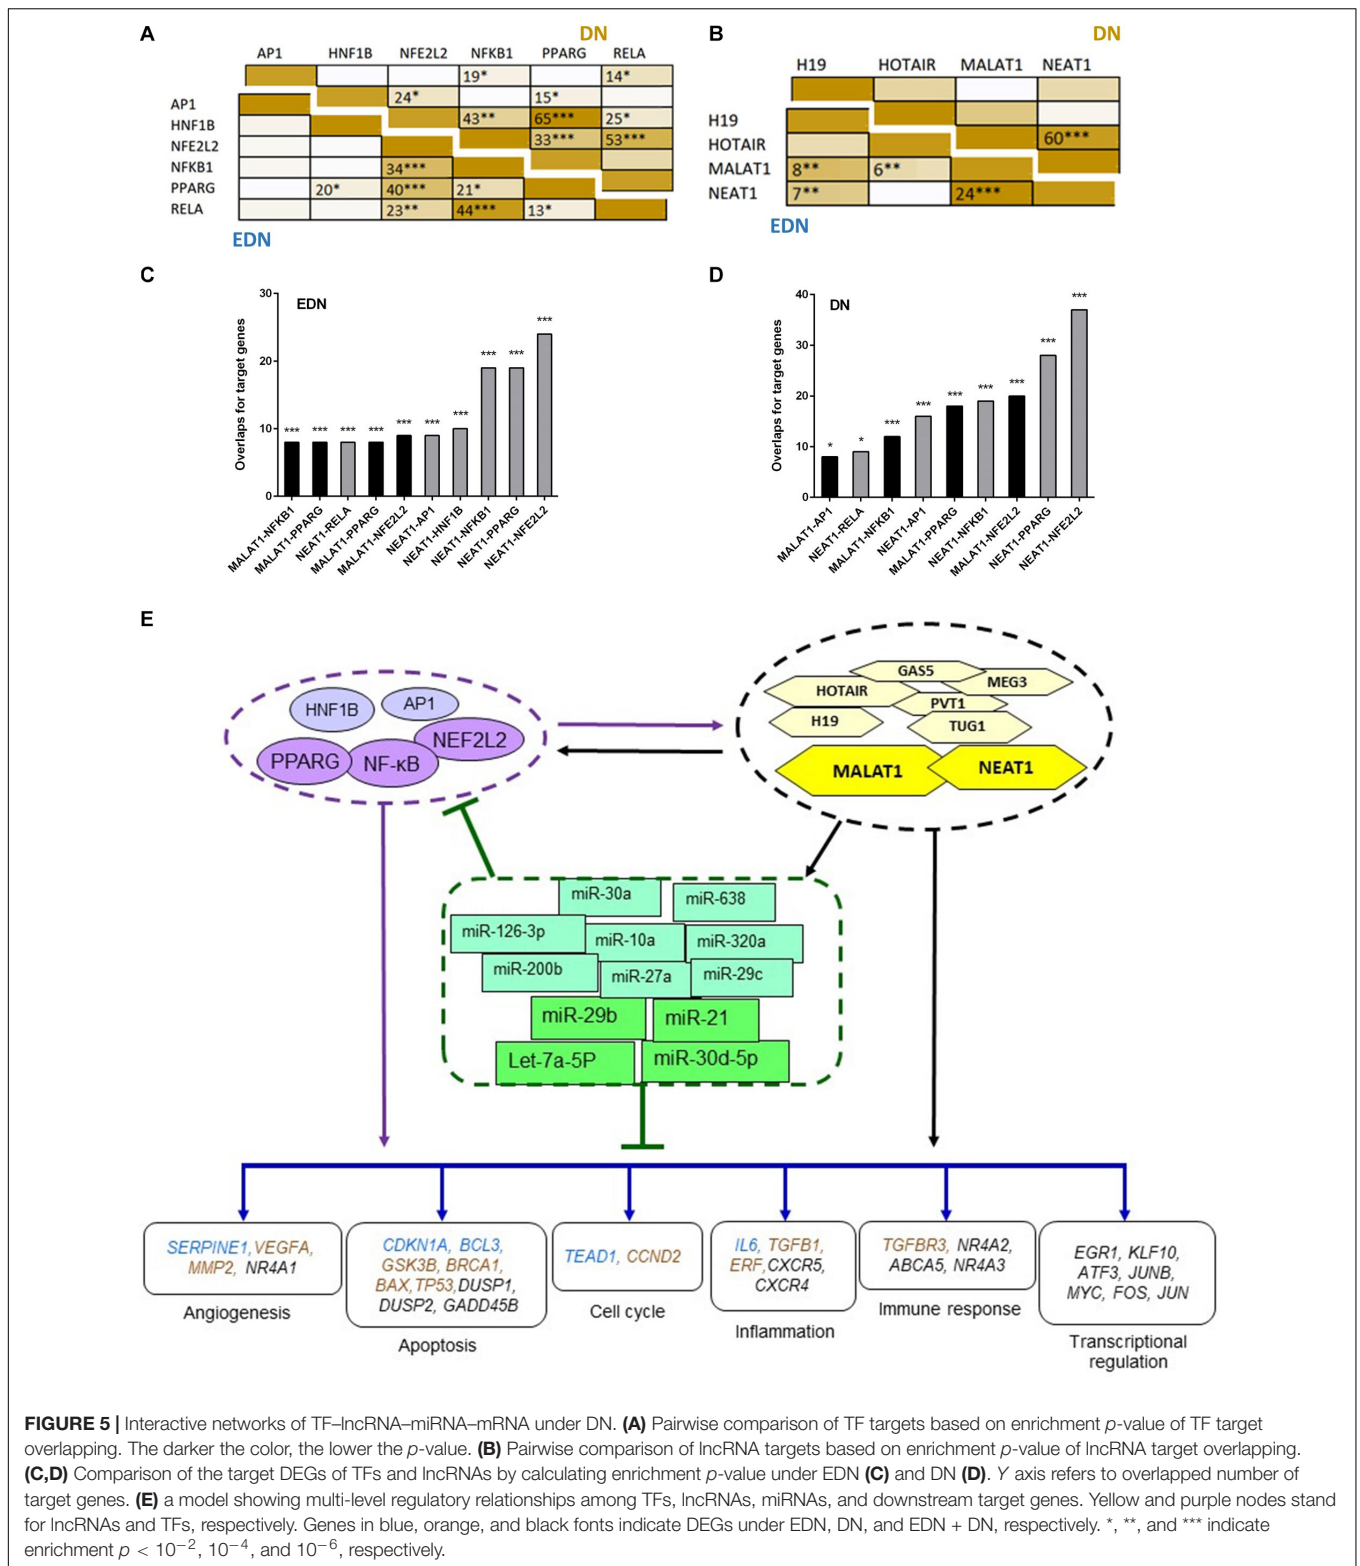 A
DN
AP1 HNF1B NFE2L2 NFKB1 PPARG RELA
19* 14*
AP1 24* 15*
HNF1B 43** 65*** 25*
NFE2L2 33*** 53***
NFKB1 34***
PPARG 20* 40*** 21*
RELA 23** 44*** 13*
EDN
B
DN
H19 HOTAIR MALAT1 NEAT1
H19
HOTAIR 60***
MALAT1 8** 6**
NEAT1 7** 24***
EDN
C
EDN
Overlaps for target genes
30
20
10
0
*** *** *** *** *** *** *** *** *** ***
MALAT1-NFKB1
MALAT1-PPARG
NEAT1-RELA
MALAT1-PPARG
MALAT1-NFE2L2
NEAT1-AP1
NEAT1-HNF1B
NEAT1-NFKB1
NEAT1-PPARG
NEAT1-NFE2L2
D
DN
Overlaps for target genes
40
30
20
10
0
* * *** *** *** *** *** *** ***
MALAT1-AP1
NEAT1-RELA
MALAT1-NFKB1
NEAT1-AP1
MALAT1-PPARG
NEAT1-NFKB1
MALAT1-NFE2L2
NEAT1-PPARG
NEAT1-NFE2L2
E
HNF1B
AP1
NEF2L2
PPARG
NF-κB
GAS5
MEG3
HOTAIR
PVT1
H19
TUG1
MALAT1
NEAT1
miR-30a
miR-638
miR-126-3p
miR-10a
miR-320a
miR-200b
miR-27a
miR-29c
miR-29b
miR-21
Let-7a-5P
miR-30d-5p
SERPINE1,VEGFA,
MMP2, NR4A1
Angiogenesis
CDKN1A, BCL3,
GSK3B, BRCA1,
BAX,TP53,DUSP1,
DUSP2, GADD45B
Apoptosis
TEAD1, CCND2
Cell cycle
IL6, TGFB1,
ERF,CXCR5,
CXCR4
Inflammation
TGFBR3, NR4A2,
ABCA5, NR4A3
Immune response
EGR1, KLF10,
ATF3, JUNB,
MYC, FOS, JUN
Transcriptional
regulation
FIGURE 5 | Interactive networks of TF–lncRNA–miRNA–mRNA under DN. (A) Pairwise comparison of TF targets based on enrichment p-value of TF target
overlapping. The darker the color, the lower the p-value. (B) Pairwise comparison of lncRNA targets based on enrichment p-value of lncRNA target overlapping.
(C,D) Comparison of the target DEGs of TFs and lncRNAs by calculating enrichment p-value under EDN (C) and DN (D). Y axis refers to overlapped number of
target genes. (E) a model showing multi-level regulatory relationships among TFs, lncRNAs, miRNAs, and downstream target genes. Yellow and purple nodes stand
for lncRNAs and TFs, respectively. Genes in blue, orange, and black fonts indicate DEGs under EDN, DN, and EDN + DN, respectively. *, **, and *** indicate
enrichment p < 10⁻², 10⁻⁴, and 10⁻⁶, respectively.